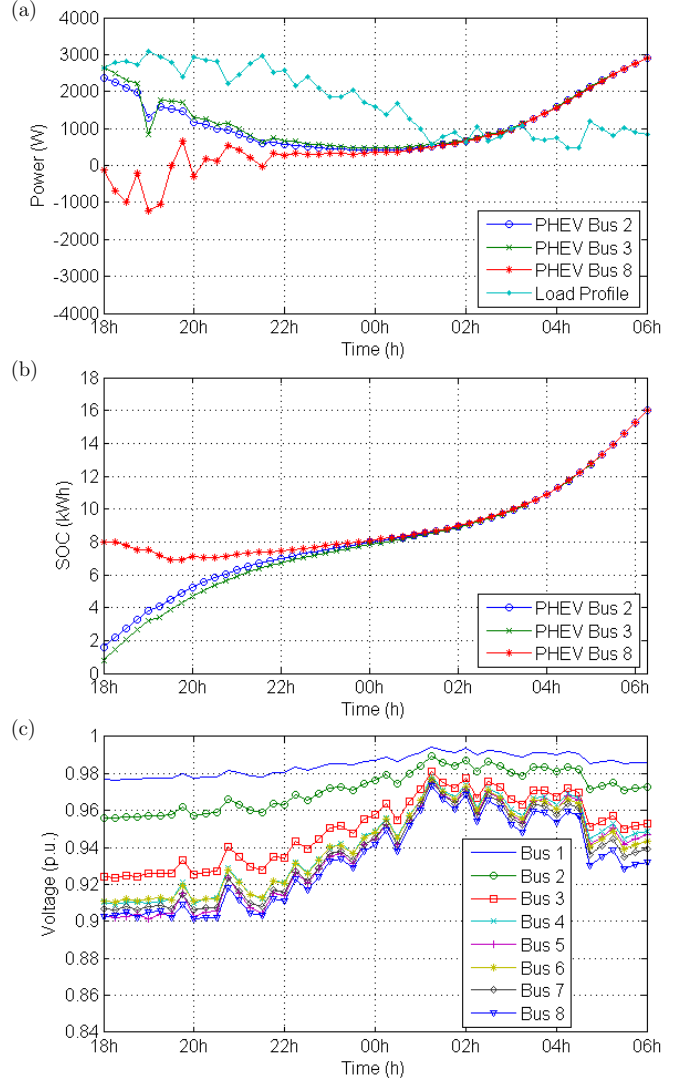 (a)
4000
3000
2000
1000
0
-1000
-2000
-3000
-4000
Power (W)
18h 20h 22h 00h 02h 04h 06h
Time (h)
PHEV Bus 2
PHEV Bus 3
PHEV Bus 8
Load Profile
(b)
18
16
14
12
10
8
6
4
2
0
SOC (kWh)
18h 20h 22h 00h 02h 04h 06h
Time (h)
PHEV Bus 2
PHEV Bus 3
PHEV Bus 8
(c)
1
0.98
0.96
0.94
0.92
0.9
0.88
0.86
0.84
Voltage (p.u.)
18h 20h 22h 00h 02h 04h 06h
Time (h)
Bus 1
Bus 2
Bus 3
Bus 4
Bus 5
Bus 6
Bus 7
Bus 8